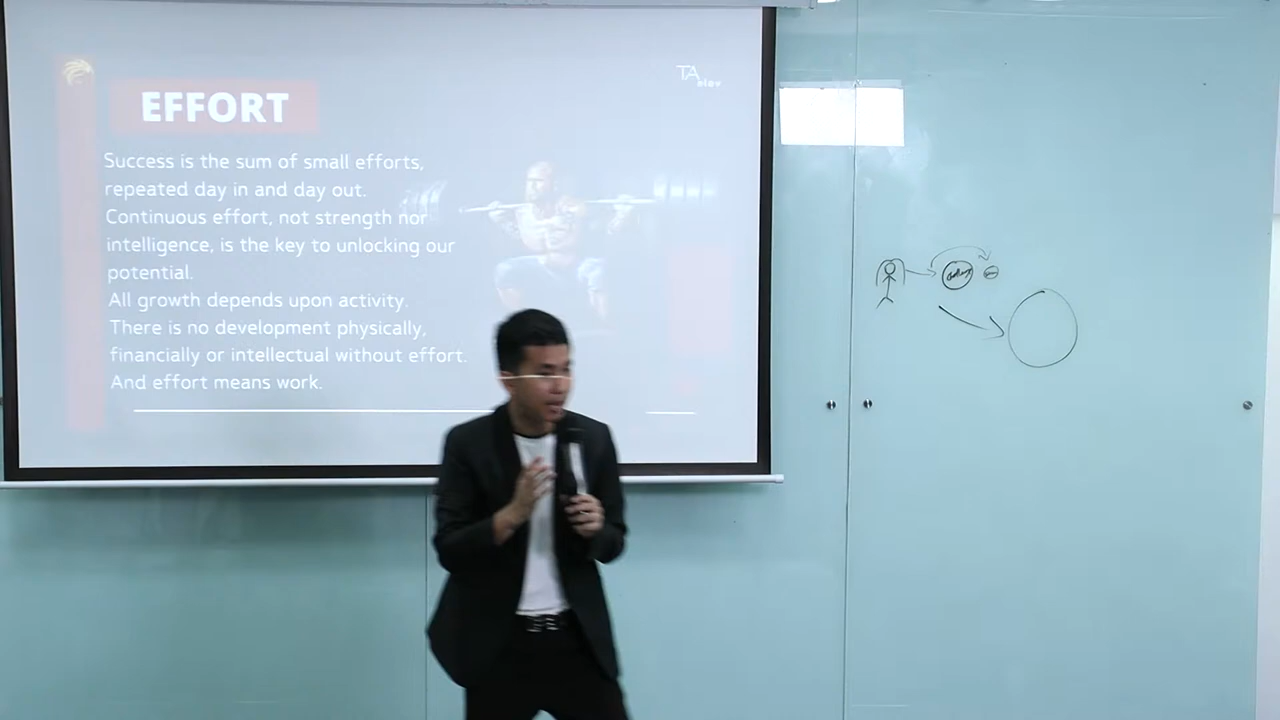 EFFORT
TA
Success is the sum of small efforts,
repeated day in and day out.
Continuous effort, not strength nor
intelligence, is the key to unlocking our
potential.
All growth depends upon activity.
There is no development physically,
financially or intellectual without effort.
And effort means work.